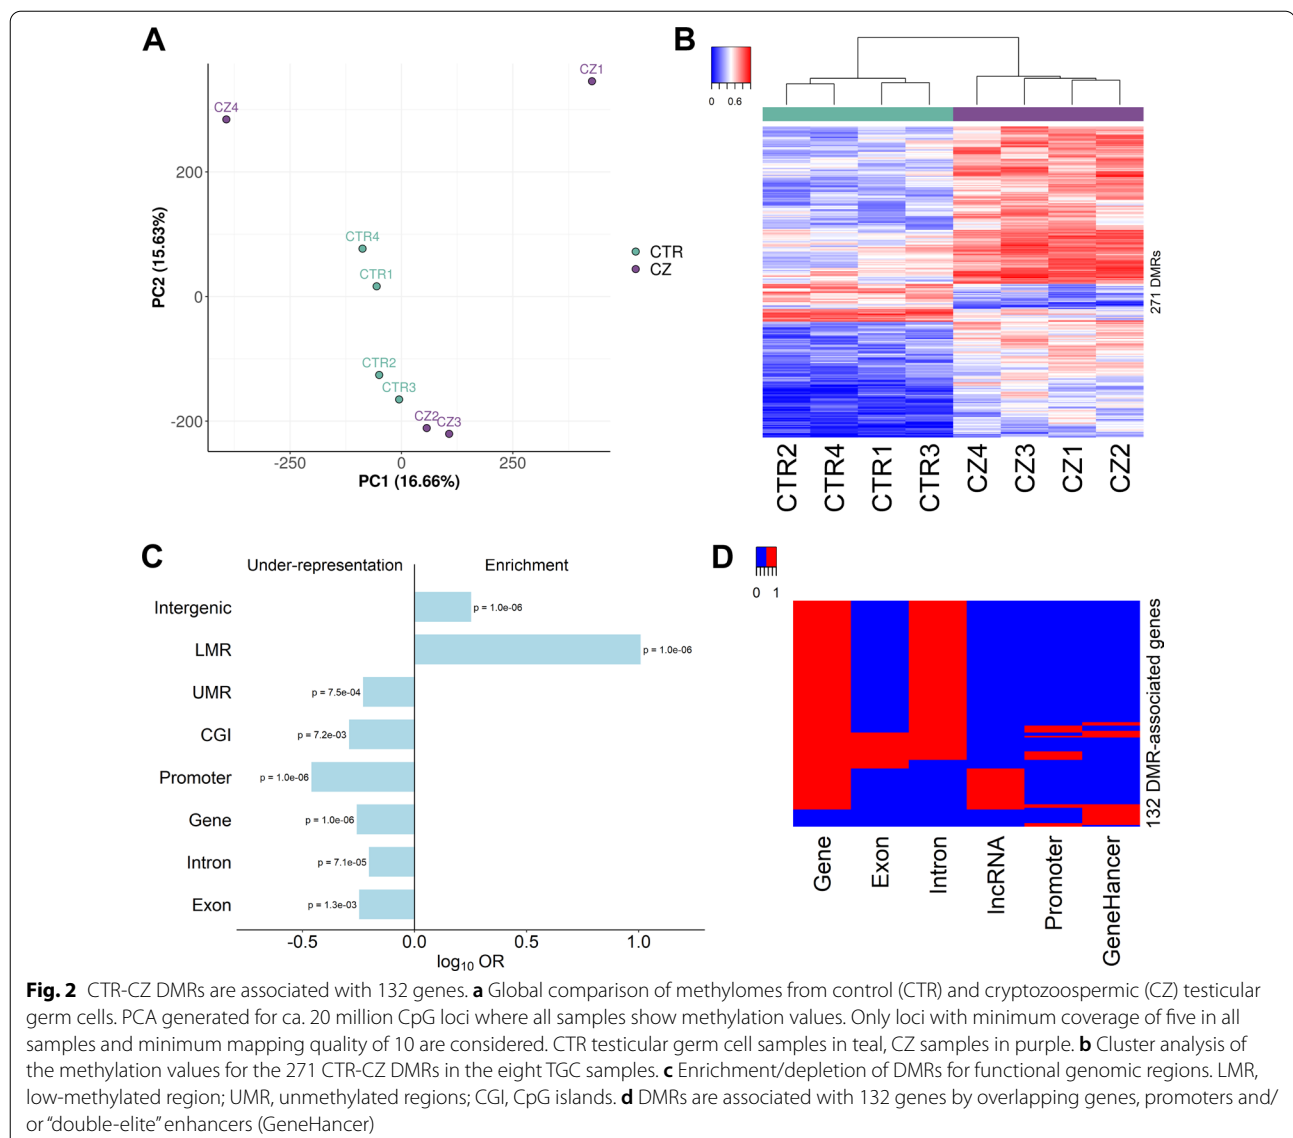 A
CZ1
CZ4
200
CTR4
CTR1
0
CTR2
CTR3
CZ2
CZ3
-200
-250
0
250
PC1 (16.66%)
PC2 (15.63%)
CTR
CZ
B
0
0.6
271 DMRs
CTR2
CTR4
CTR1
CTR3
CZ4
CZ3
CZ1
CZ2
C
Under-representation
Enrichment
Intergenic
p = 1.0e-06
LMR
p = 1.0e-06
UMR
p = 7.5e-04
CGI
p = 7.2e-03
Promoter
p = 1.0e-06
Gene
p = 1.0e-06
Intron
p = 7.1e-05
Exon
p = 1.3e-03
-0.5
0.0
0.5
1.0
log10 OR
D
0 1
132 DMR-associated genes
Gene
Exon
Intron
lncRNA
Promoter
GeneHancer
Fig. 2 CTR-CZ DMRs are associated with 132 genes. a Global comparison of methylomes from control (CTR) and cryptozoospermic (CZ) testicular
germ cells. PCA generated for ca. 20 million CpG loci where all samples show methylation values. Only loci with minimum coverage of five in all
samples and minimum mapping quality of 10 are considered. CTR testicular germ cell samples in teal, CZ samples in purple. b Cluster analysis of
the methylation values for the 271 CTR-CZ DMRs in the eight TGC samples. c Enrichment/depletion of DMRs for functional genomic regions. LMR,
low-methylated region; UMR, unmethylated regions; CGI, CpG islands. d DMRs are associated with 132 genes by overlapping genes, promoters and/
or “double-elite” enhancers (GeneHancer)